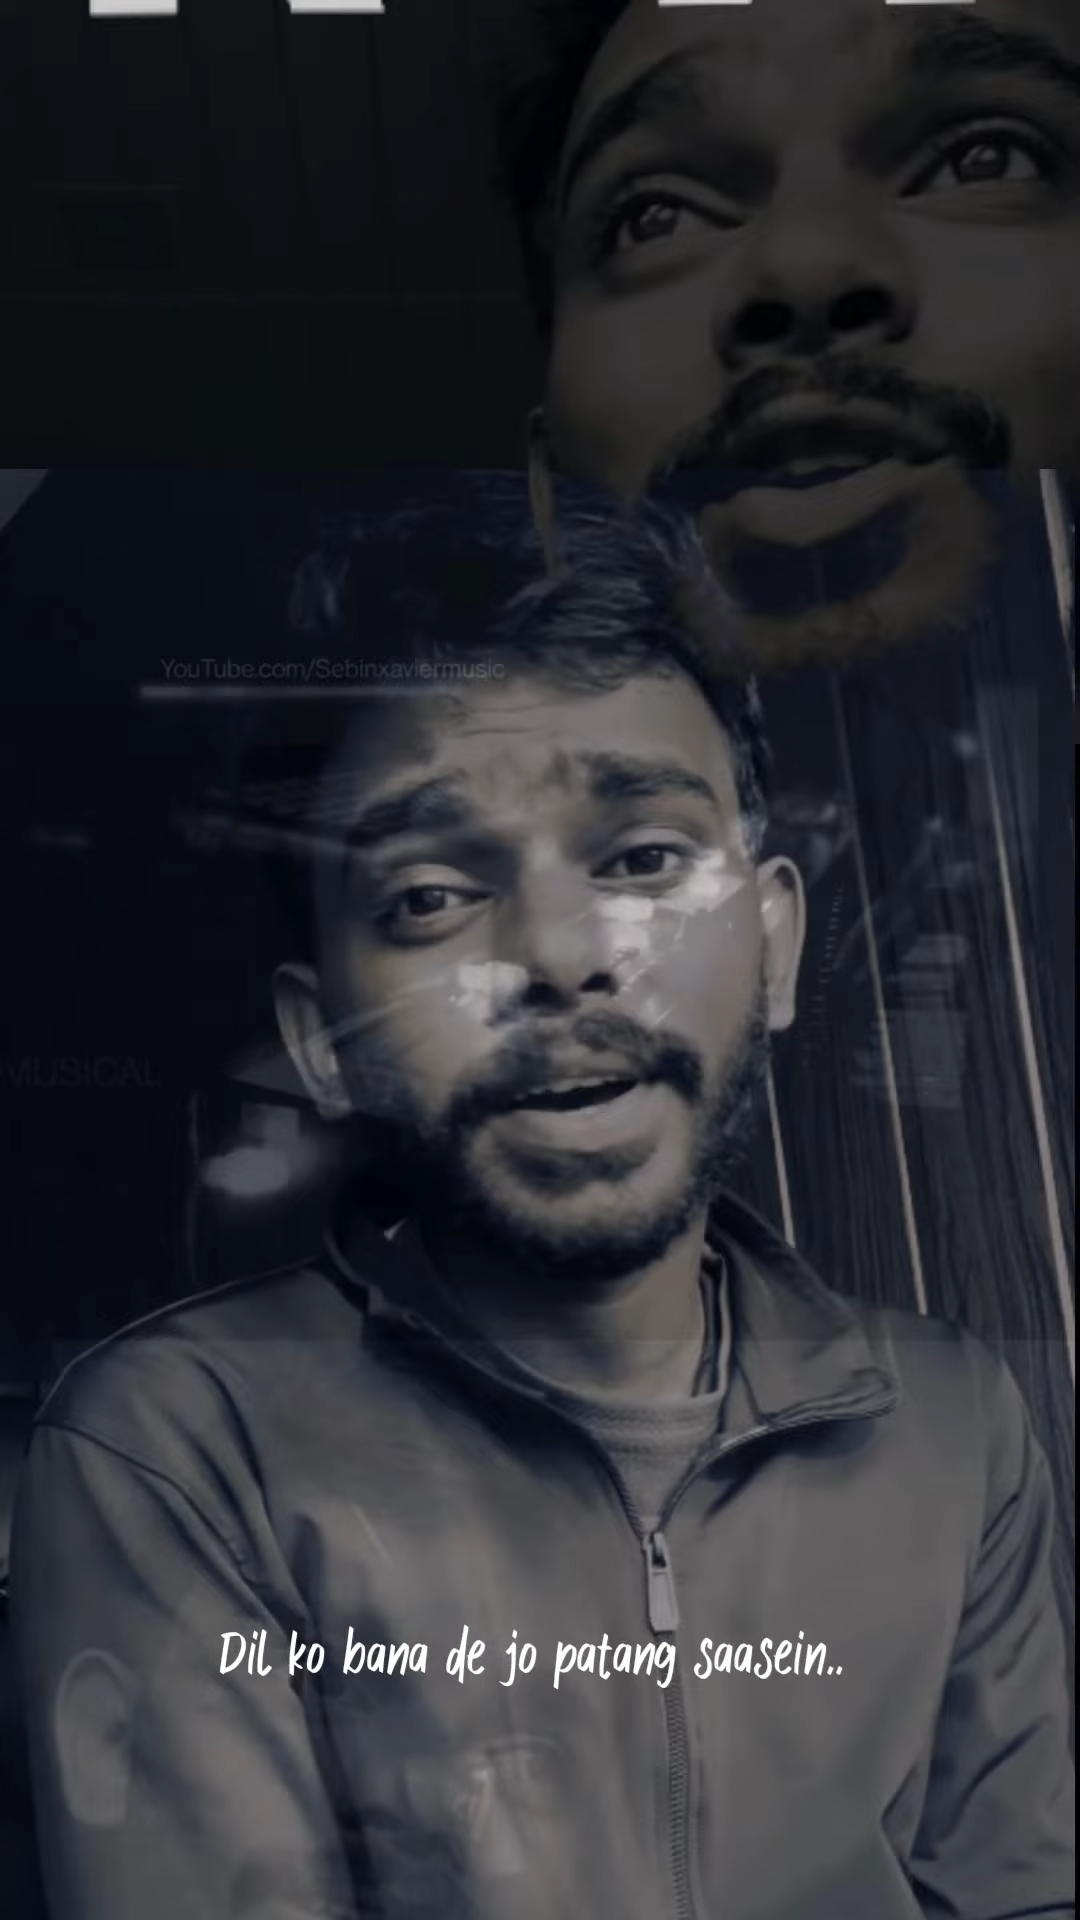 YouTube.com/Sebinxaviermusic
MUSICAL
Dil ko bana de jo patang saasein..